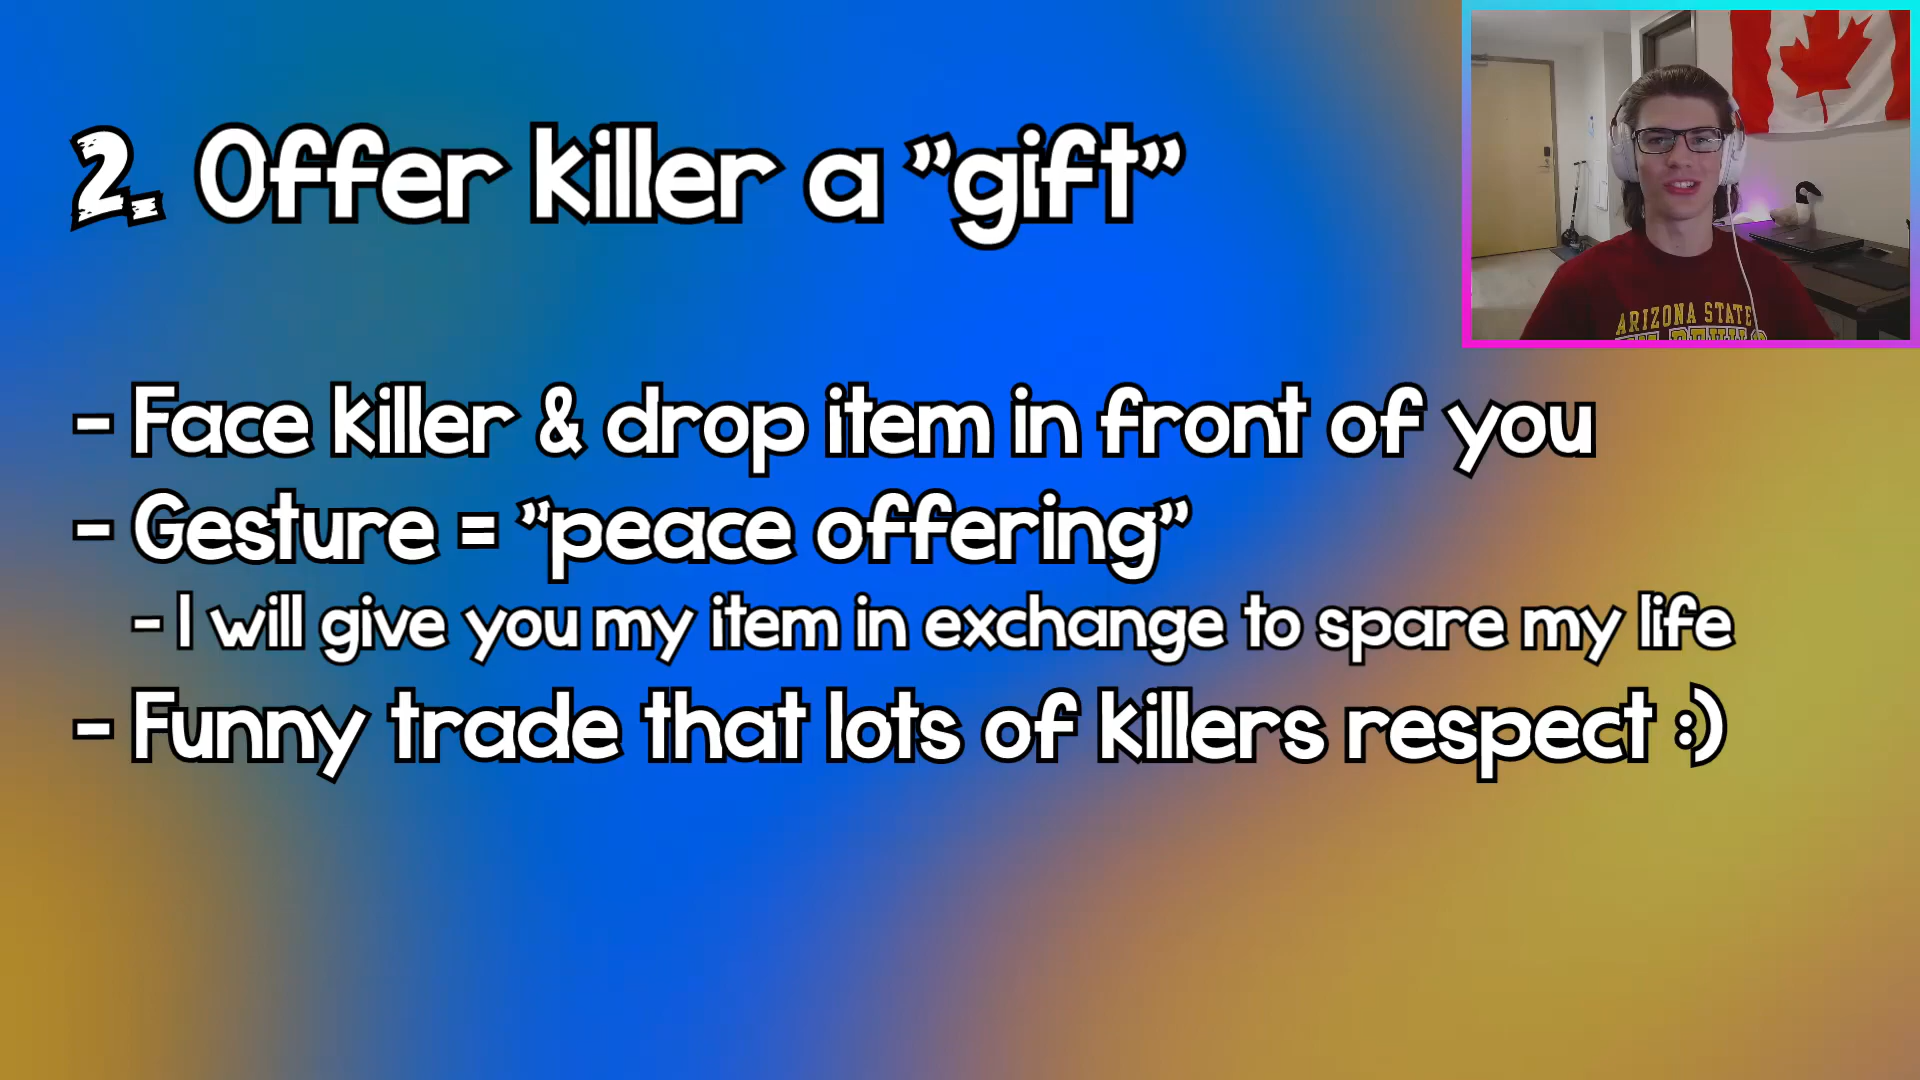 2. Offer killer a "gift"
- Face killer & drop item in front of you
- Gesture = "peace offering"
- I will give you my item in exchange to spare my life
- Funny trade that lots of killers respect :)
ARIZONA STATE